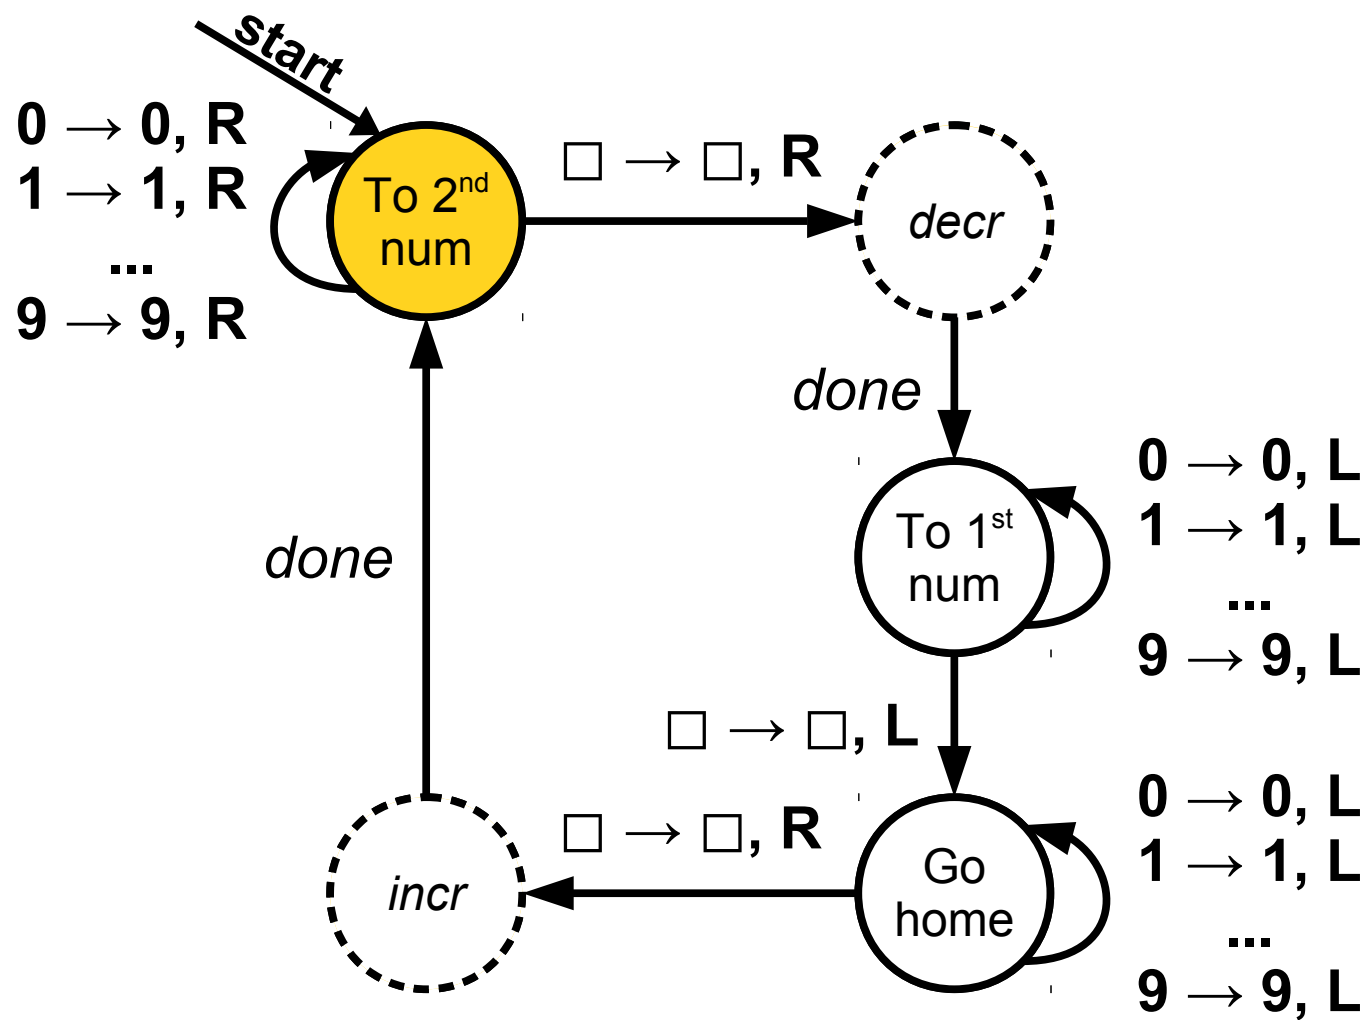 start
0 → 0, R
1 → 1, R
...
9 → 9, R
To 2nd
num
□ → □, R
decr
done
To 1st
num
0 → 0, L
1 → 1, L
...
9 → 9, L
□ → □, L
Go
home
0 → 0, L
1 → 1, L
...
9 → 9, L
□ → □, R
incr
done